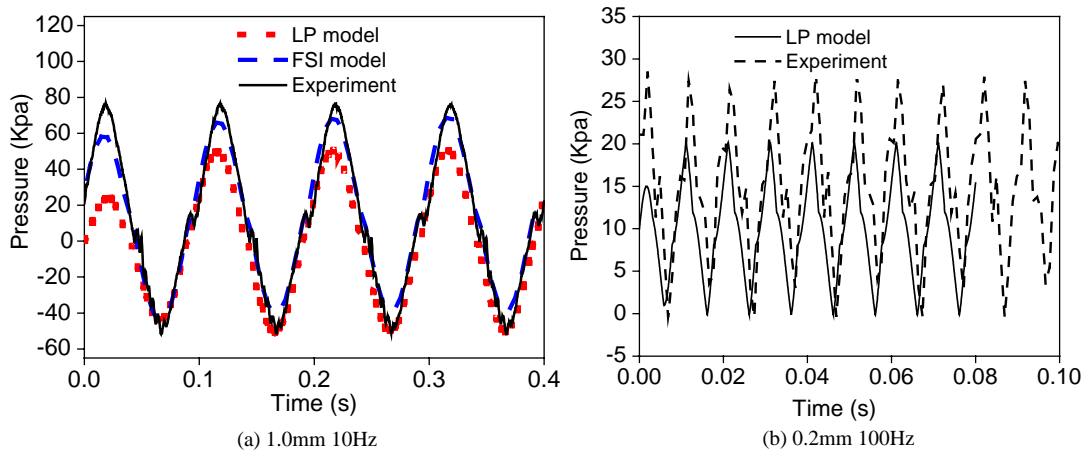 LP model
FSI model
Experiment
Pressure (Kpa)
120
100
80
60
40
20
0
-20
-40
-60
0.0 0.1 0.2 0.3 0.4
Time (s)
(a) 1.0mm 10Hz
LP model
Experiment
Pressure (Kpa)
35
30
25
20
15
10
5
0
-5
0.00 0.02 0.04 0.06 0.08 0.10
Time (s)
(b) 0.2mm 100Hz